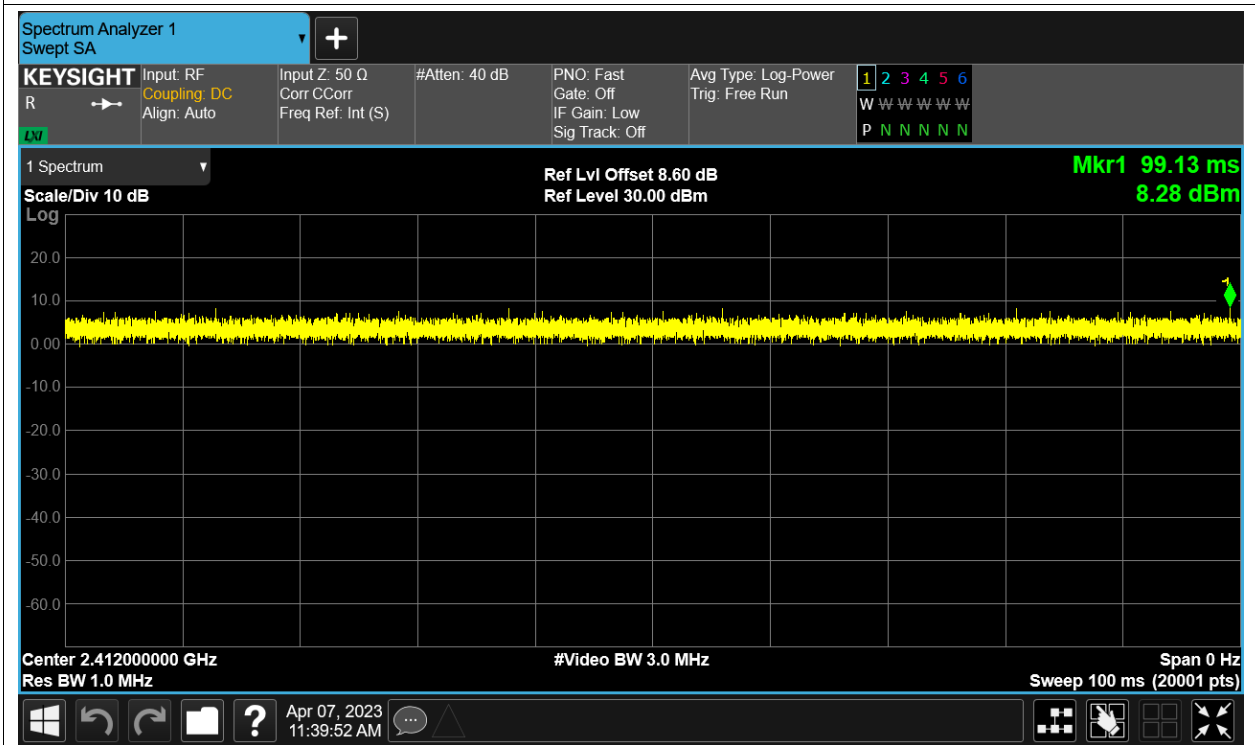 Spectrum Analyzer 1
Swept SA
KEYSIGHT
R
LXI
Input: RF
Coupling: DC
Align: Auto
Input Z: 50 Ω
Corr CCorr
Freq Ref: Int (S)
#Atten: 40 dB
PNO: Fast
Gate: Off
IF Gain: Low
Sig Track: Off
Avg Type: Log-Power
Trig: Free Run
1 2 3 4 5 6
W W W W W W
P N N N N N
1 Spectrum
Scale/Div 10 dB
Ref Lvl Offset 8.60 dB
Ref Level 30.00 dBm
Mkr1 99.13 ms
8.28 dBm
Log
20.0
10.0
1
0.00
-10.0
-20.0
-30.0
-40.0
-50.0
-60.0
Center 2.412000000 GHz
#Video BW 3.0 MHz
Span 0 Hz
Res BW 1.0 MHz
Sweep 100 ms (20001 pts)
?
Apr 07, 2023
11:39:52 AM